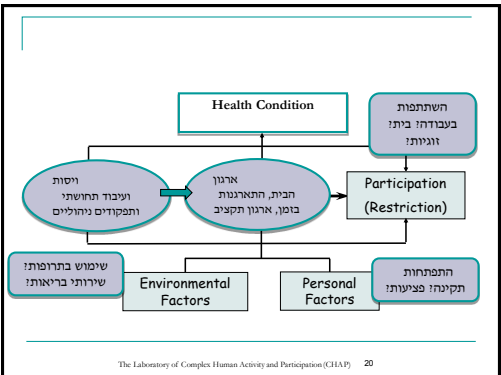 Health Condition
השתתפות
בעבודה? בית?
זוגיות?
ויסות
ועיבוד תחושתי
ותפקודים ניהוליים
ארגון
הבית, התארגנות
בזמן, ארגון תקציב
Participation
(Restriction)
שימוש בתרופות?
שירותי בריאות?
Environmental
Factors
Personal
Factors
התפתחות
תקינה? פציעות?
The Laboratory of Complex Human Activity and Participation (CHAP) 20